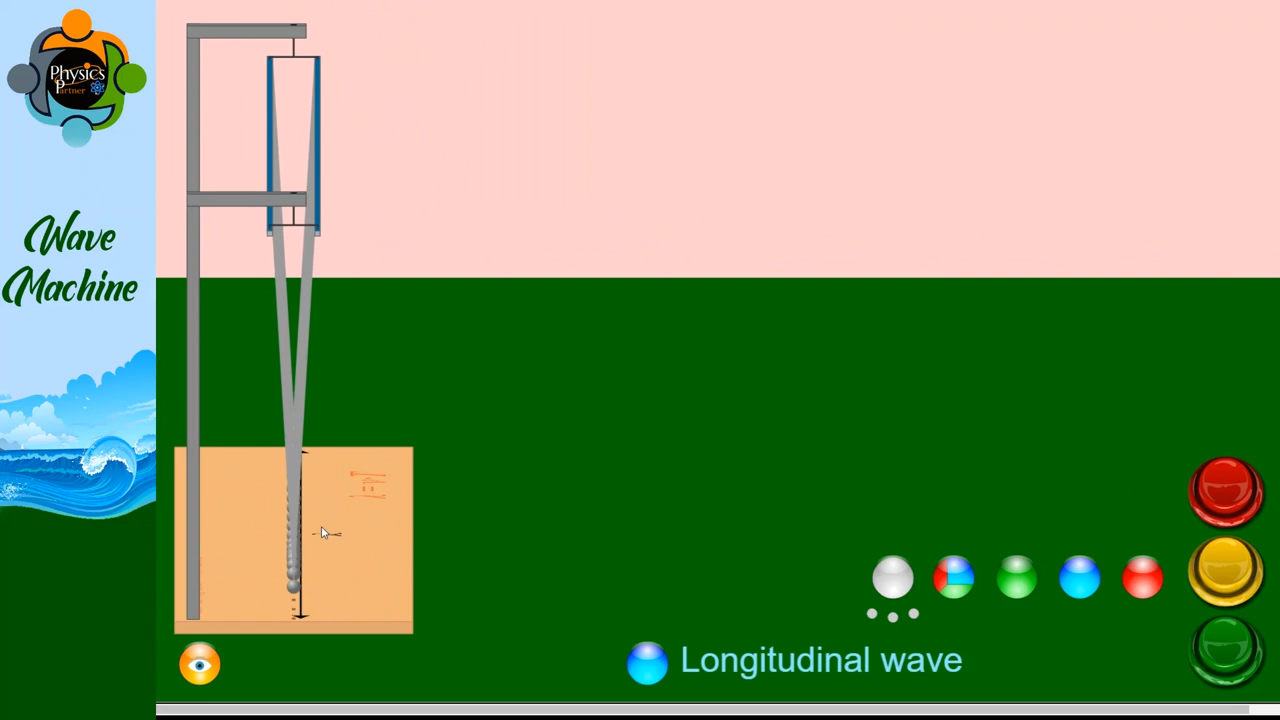 Physics
Partner
Wave
Machine
Longitudinal wave